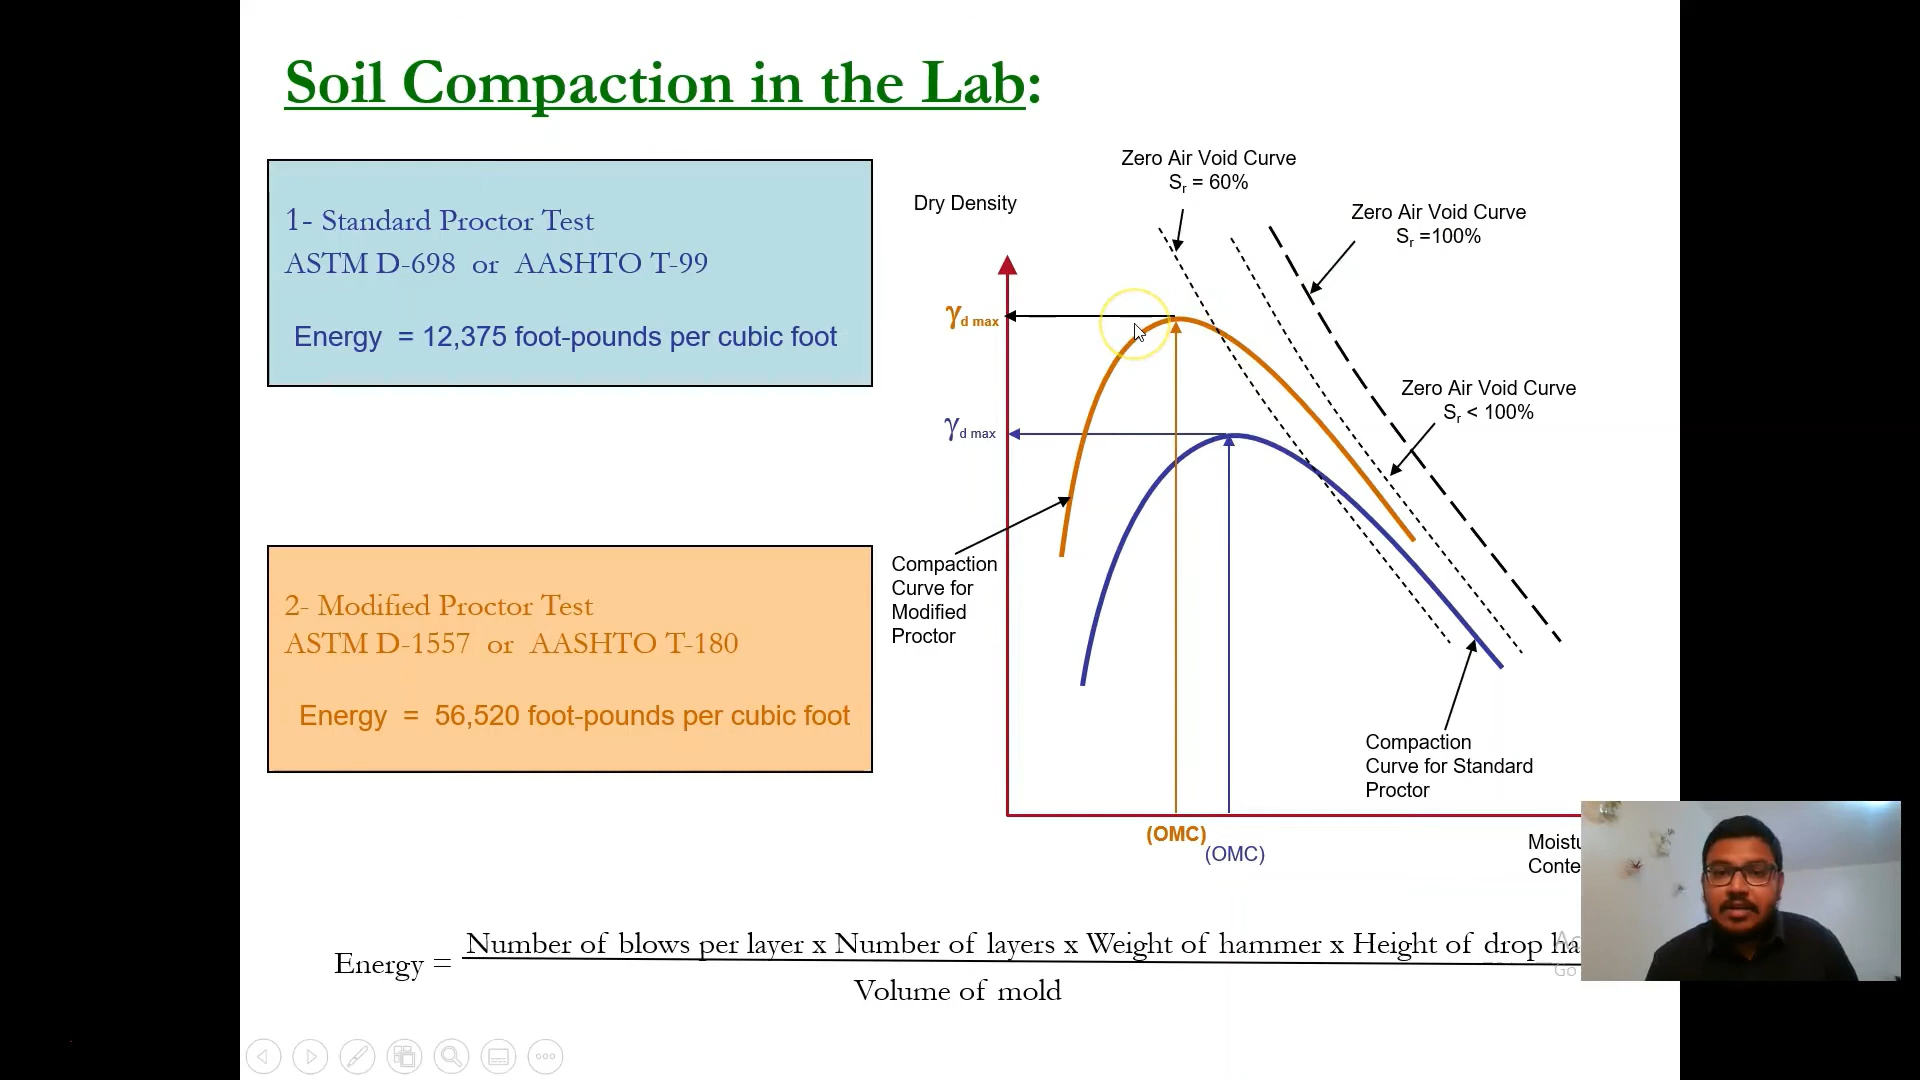 Soil Compaction in the Lab:
1- Standard Proctor Test
ASTM D-698 or AASHTO T-99
Energy = 12,375 foot-pounds per cubic foot
2- Modified Proctor Test
ASTM D-1557 or AASHTO T-180
Energy = 56,520 foot-pounds per cubic foot
Zero Air Void Curve
Sr = 60%
Dry Density
Zero Air Void Curve
Sr =100%
γd max
Zero Air Void Curve
Sr < 100%
γd max
Compaction
Curve for
Modified
Proctor
Compaction
Curve for Standard
Proctor
(OMC)
(OMC)
Moistu
Conte
Energy =
Number of blows per layer x Number of layers x Weight of hammer x Height of drop ha
Volume of mold
Ac
Go